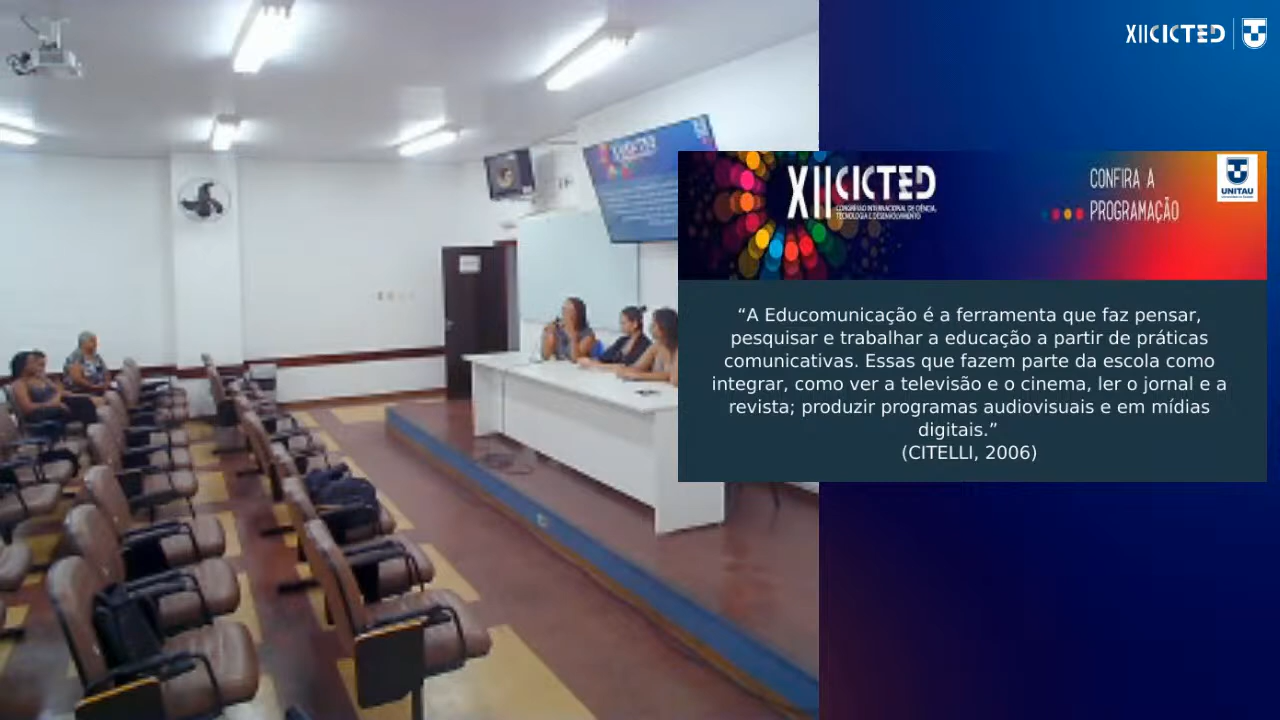 XIICICTED
XIICICTED
CONGRESSO INTERNACIONAL DE CIÊNCIA,
TECNOLOGIA E DESENVOLVIMENTO
CONFIRA A
PROGRAMAÇÃO
UNITAU
“A Educomunicação é a ferramenta que faz pensar,
pesquisar e trabalhar a educação a partir de práticas
comunicativas. Essas que fazem parte da escola como
integrar, como ver a televisão e o cinema, ler o jornal e a
revista; produzir programas audiovisuais e em mídias
digitais.”
(CITELLI, 2006)